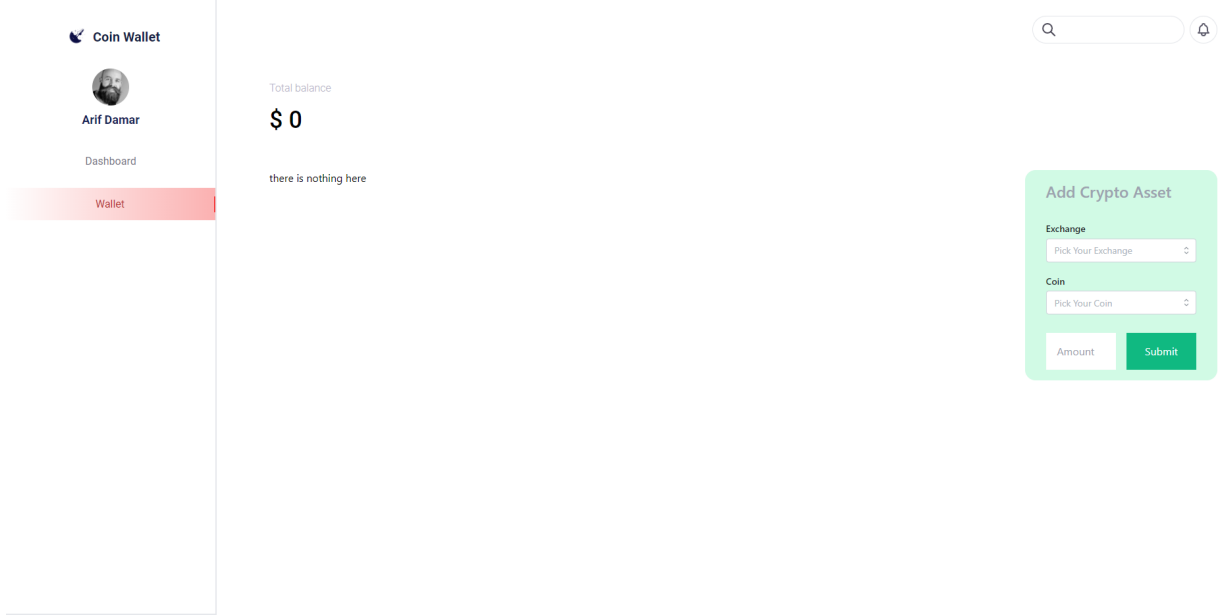 Coin Wallet
Arif Damar
Dashboard
Wallet
Total balance
$ 0
there is nothing here
Add Crypto Asset
Exchange
Pick Your Exchange
Coin
Pick Your Coin
Amount
Submit